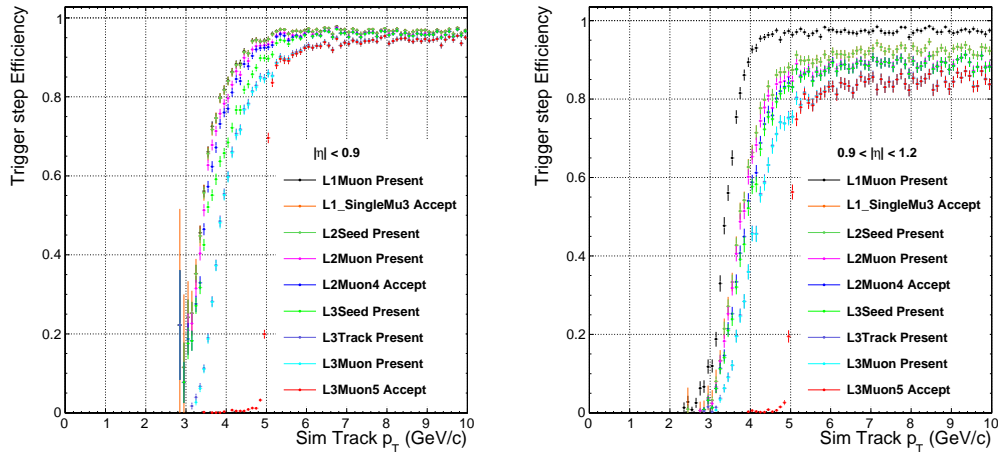 Trigger step Efficiency
1
0.8
0.6
0.4
0.2
0
|η| < 0.9
L1Muon Present
L1_SingleMu3 Accept
L2Seed Present
L2Muon Present
L2Muon4 Accept
L3Seed Present
L3Track Present
L3Muon Present
L3Muon5 Accept
0 1 2 3 4 5 6 7 8 9 10
Sim Track pT (GeV/c)
Trigger step Efficiency
1
0.8
0.6
0.4
0.2
0
0.9 < |η| < 1.2
L1Muon Present
L1_SingleMu3 Accept
L2Seed Present
L2Muon Present
L2Muon4 Accept
L3Seed Present
L3Track Present
L3Muon Present
L3Muon5 Accept
0 1 2 3 4 5 6 7 8 9 10
Sim Track pT (GeV/c)